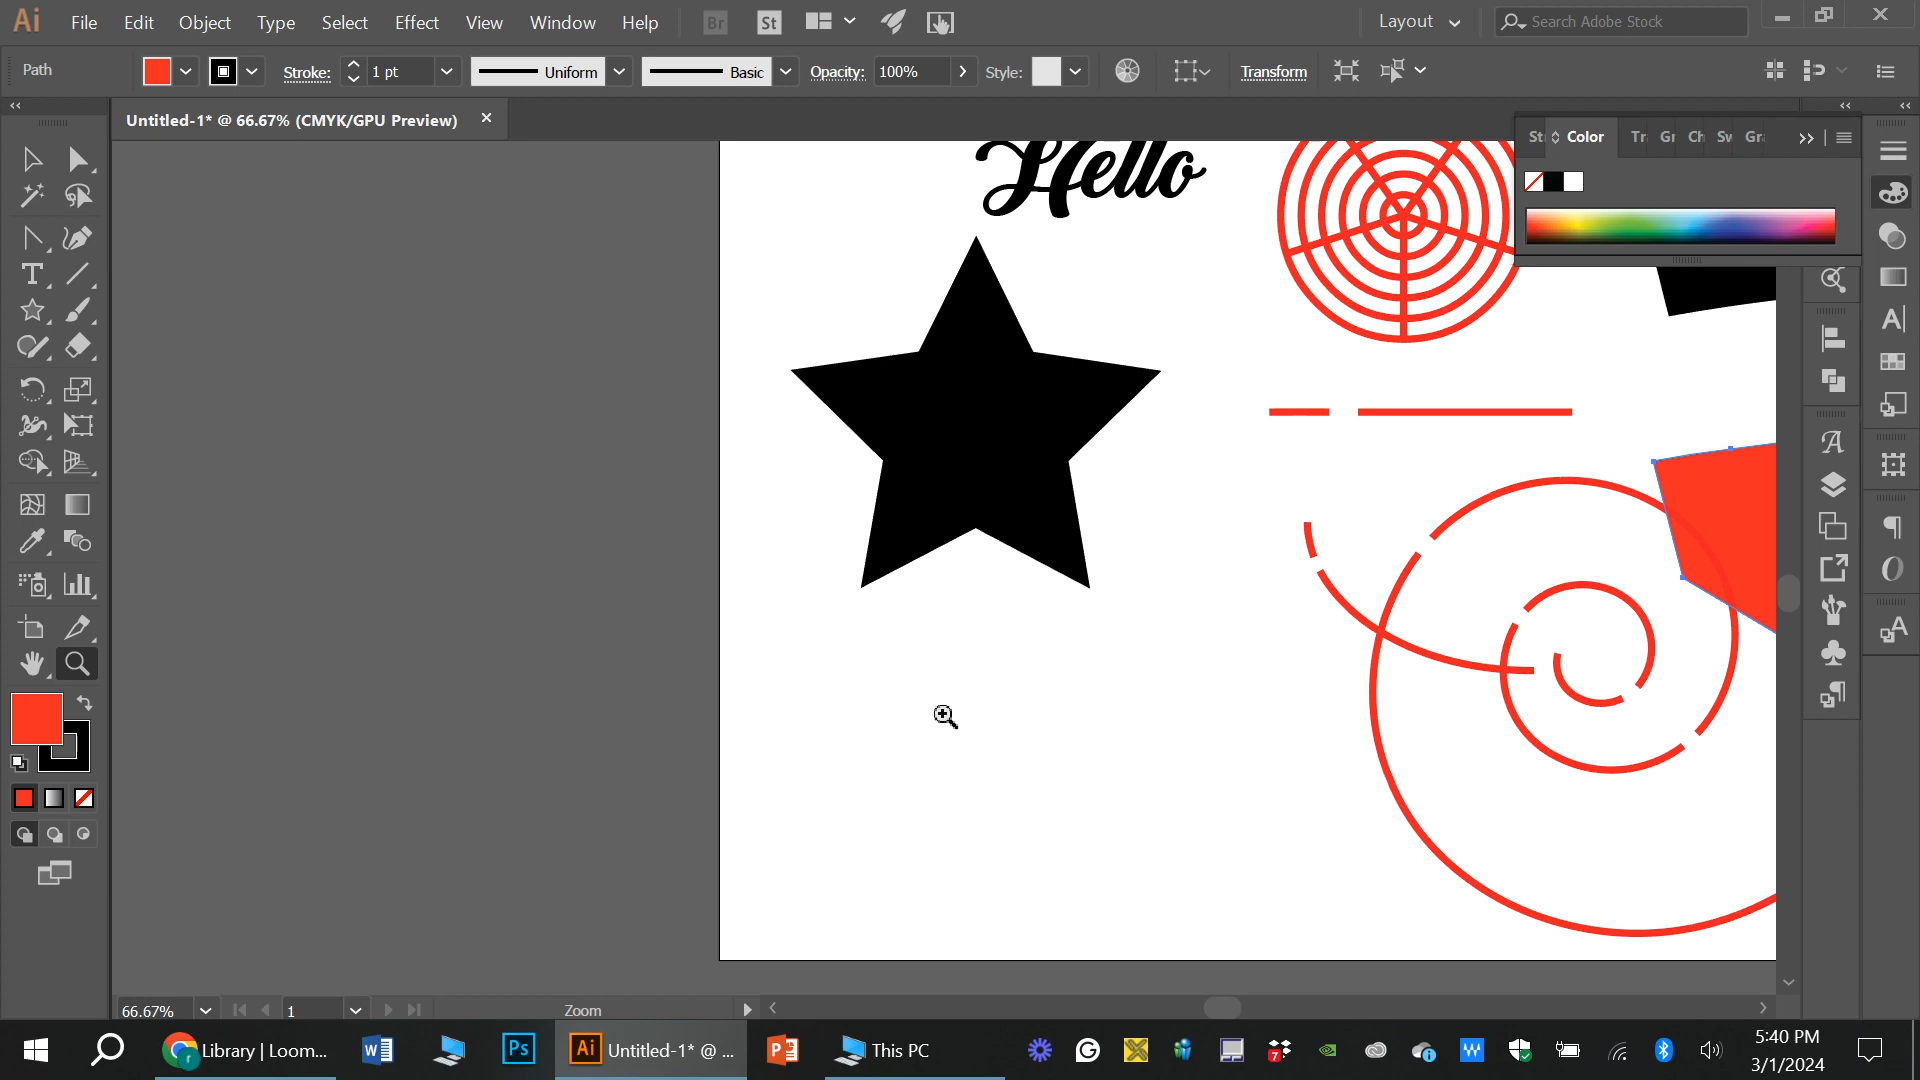 Ai File Edit Object Type Select Effect View Window Help Br St Layout Search Adobe Stock
Path Stroke: 1 pt Uniform Basic Opacity: 100% Style: Transform
Untitled-1* @ 66.67% (CMYK/GPU Preview)
Color
Hello
66.67% 1 Zoom
Library | Loom... Ps Ai Untitled-1* @ ... This PC
5:40 PM
3/1/2024